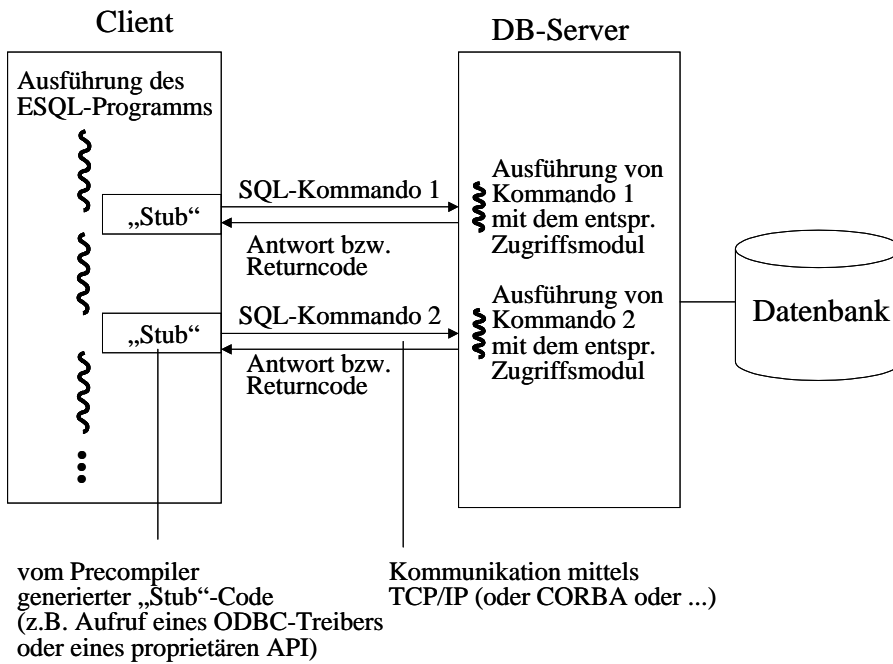 Client
DB-Server
Ausführung des
ESQL-Programms
„Stub“
SQL-Kommando 1
Antwort bzw.
Returncode
Ausführung von
Kommando 1
mit dem entspr.
Zugriffsmodul
„Stub“
SQL-Kommando 2
Antwort bzw.
Returncode
Ausführung von
Kommando 2
mit dem entspr.
Zugriffsmodul
Datenbank
vom Precompiler
generierter „Stub“-Code
(z.B. Aufruf eines ODBC-Treibers
oder eines proprietären API)
Kommunikation mittels
TCP/IP (oder CORBA oder ...)